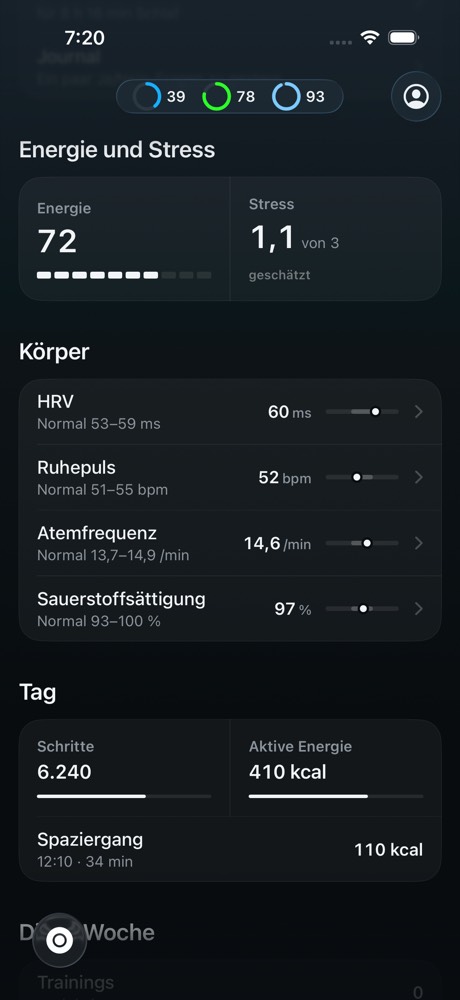 7:20
Journal
39 78 93
Energie und Stress
Energie
72
Stress
1,1 von 3
geschätzt
Körper
HRV
Normal 53–59 ms
60 ms
Ruhepuls
Normal 51–55 bpm
52 bpm
Atemfrequenz
Normal 13,7–14,9 /min
14,6 /min
Sauerstoffsättigung
Normal 93–100 %
97 %
Tag
Schritte
6.240
Aktive Energie
410 kcal
Spaziergang
12:10 · 34 min
110 kcal
Woche
Trainings
0